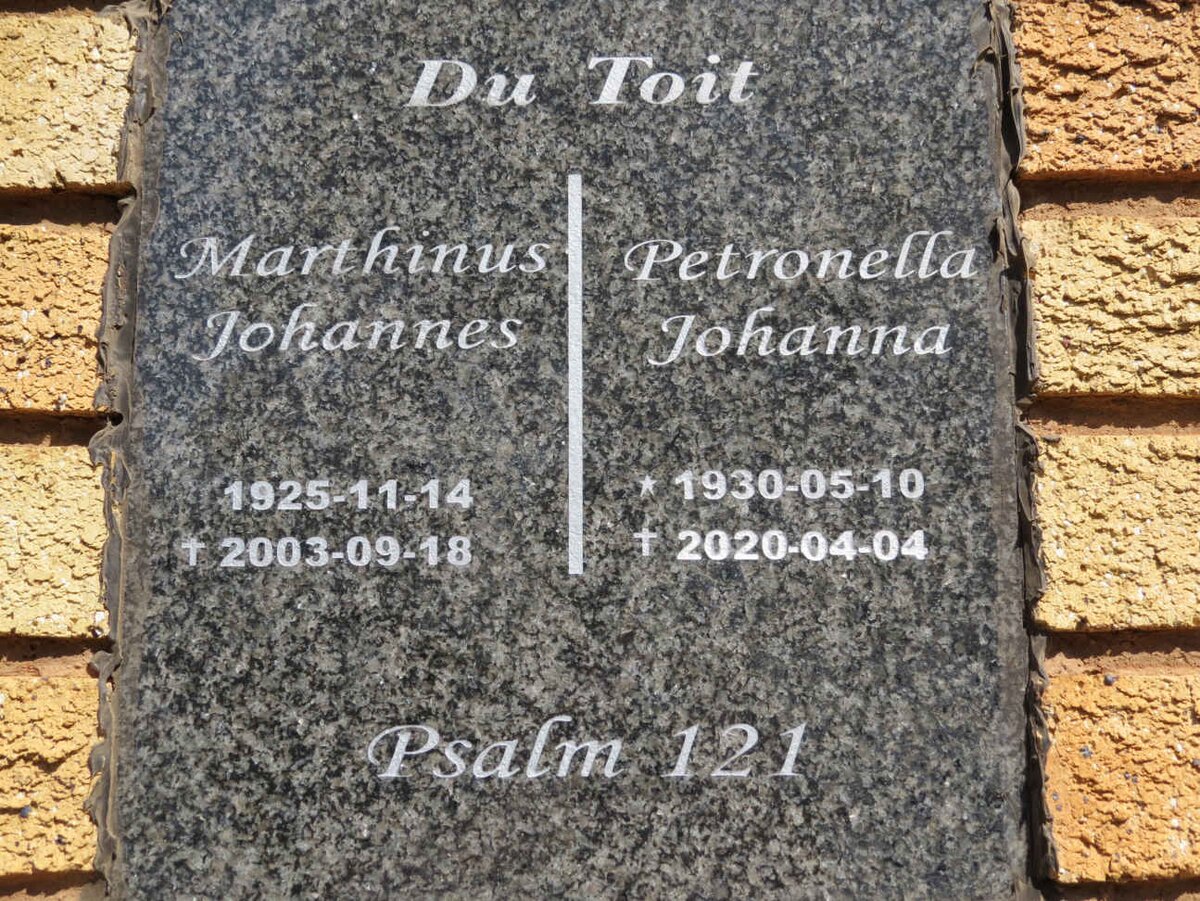 Du Toit
Marthinus
Johannes
1925-11-14
✝ 2003-09-18
Petronella
Johanna
★ 1930-05-10
✝ 2020-04-04
Psalm 121